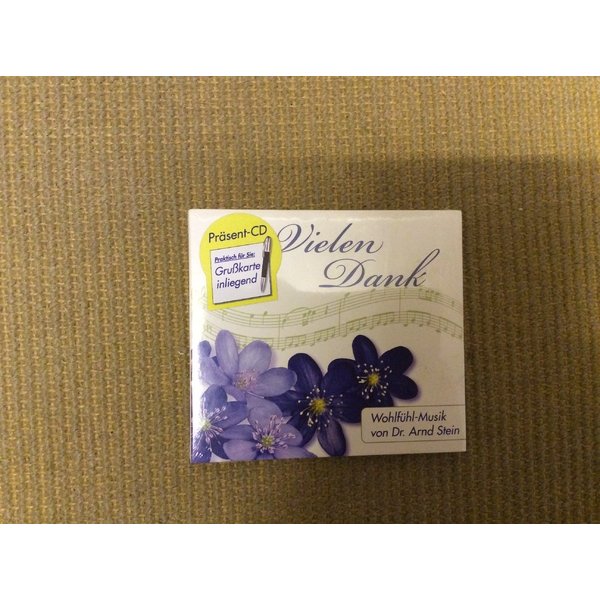 Präsent-CD
Praktisch für Sie:
Grußkarte
inliegend
Vielen
Dank
Wohlfühl-Musik
von Dr. Arnd Stein